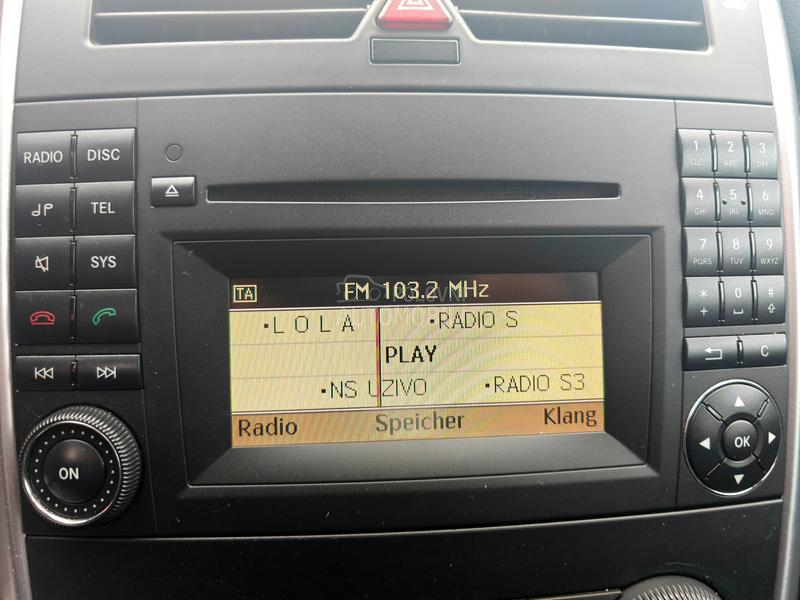 RADIO DISC
TEL
SYS
ON
TA FM 103.2 MHz
•L O L A •RADIO S
PLAY
•NS UZIVO •RADIO S3
Radio Speicher Klang
1 2 3
ABC DEF
4 5 6
GHI JKL MNO
7 8 9
PQRS TUV WXYZ
* 0 #
+
C
OK